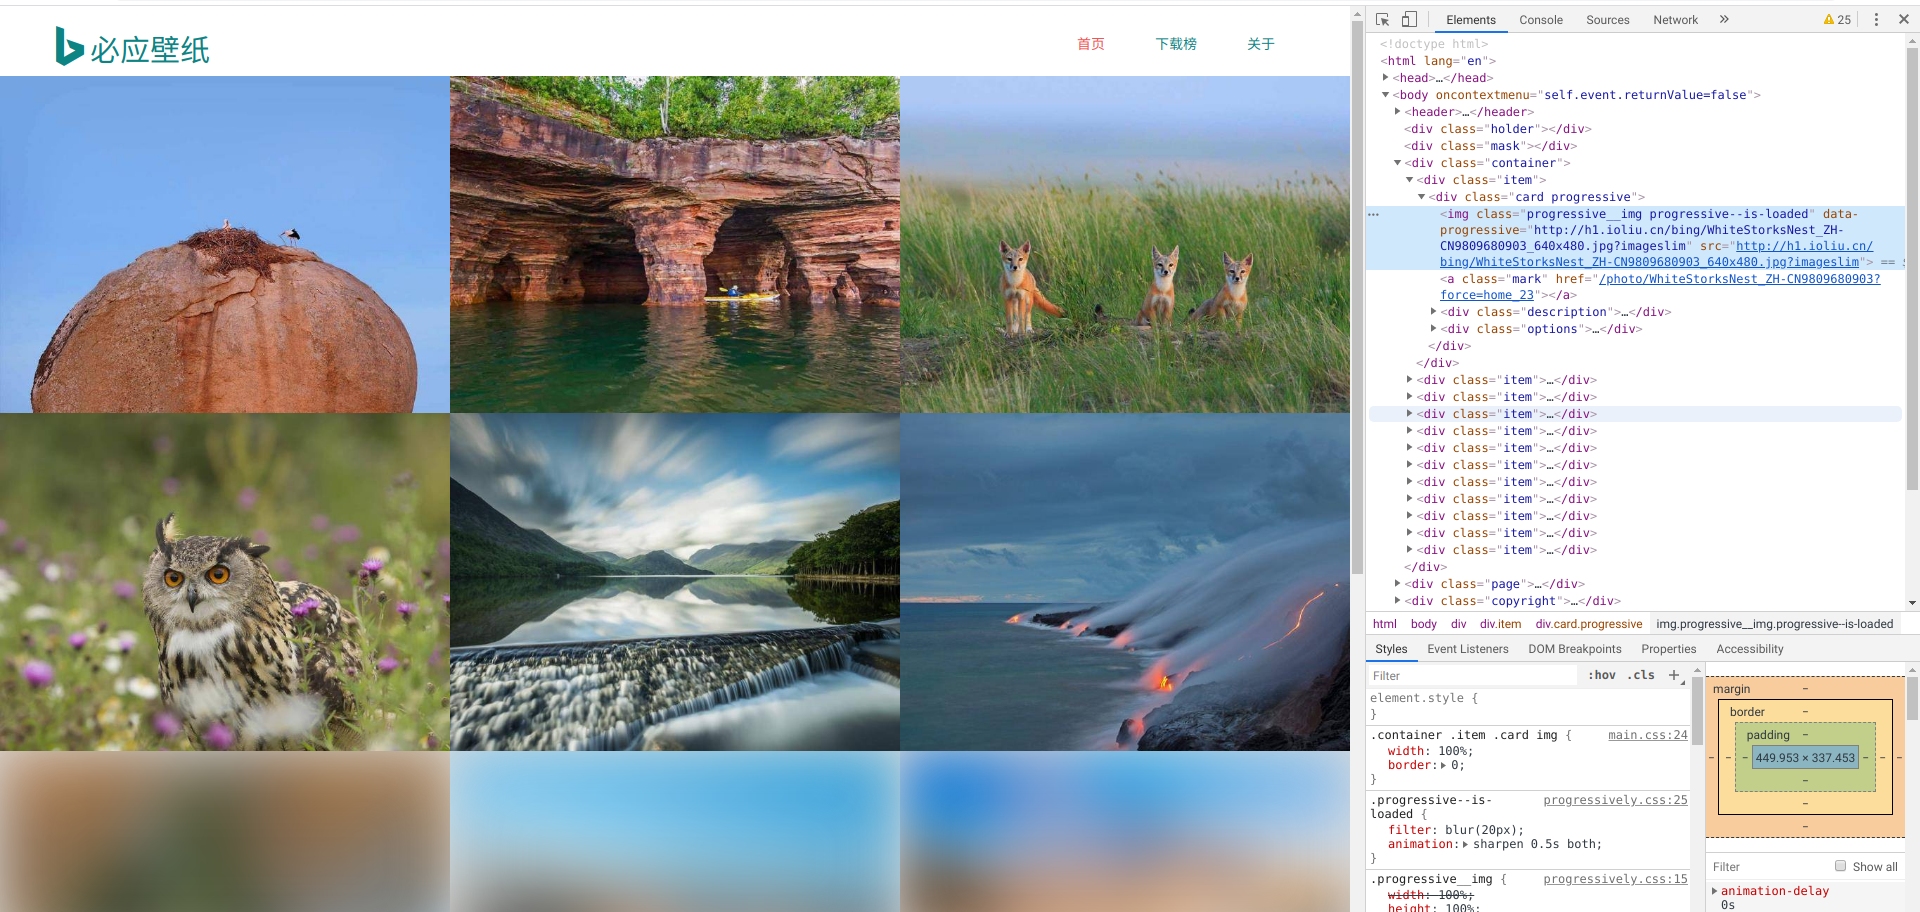 必应壁纸
首页 下载榜 关于
Elements Console Sources Network » 25
<!doctype html>
<html lang="en">
<head>…</head>
<body oncontextmenu="self.event.returnValue=false">
<header>…</header>
<div class="holder"></div>
<div class="mask"></div>
<div class="container">
<div class="item">
<div class="card progressive">
<img class="progressive__img progressive--is-loaded" data-
progressive="http://h1.ioliu.cn/bing/WhiteStorksNest_ZH-
CN9809680903_640x480.jpg?imageslim" src="http://h1.ioliu.cn/
bing/WhiteStorksNest_ZH-CN9809680903_640x480.jpg?imageslim"> ==
<a class="mark" href="/photo/WhiteStorksNest_ZH-CN9809680903?
force=home_23"></a>
<div class="description">…</div>
<div class="options">…</div>
</div>
</div>
<div class="item">…</div>
<div class="item">…</div>
<div class="item">…</div>
<div class="item">…</div>
<div class="item">…</div>
<div class="item">…</div>
<div class="item">…</div>
<div class="item">…</div>
<div class="item">…</div>
<div class="item">…</div>
<div class="item">…</div>
</div>
<div class="page">…</div>
<div class="copyright">…</div>
html body div div.item div.card.progressive img.progressive__img.progressive--is-loaded
Styles Event Listeners DOM Breakpoints Properties Accessibility
Filter :hov .cls +
element.style {
}
.container .item .card img { main.css:24
width: 100%;
border: 0;
}
.progressive--is- progressively.css:25
loaded {
filter: blur(20px);
animation: sharpen 0.5s both;
}
.progressive__img { progressively.css:15
width: 100%;
height: 100%;
margin –
border –
padding –
– – – 449.953 × 337.453 – – –
–
–
–
Filter Show all
animation-delay
0s